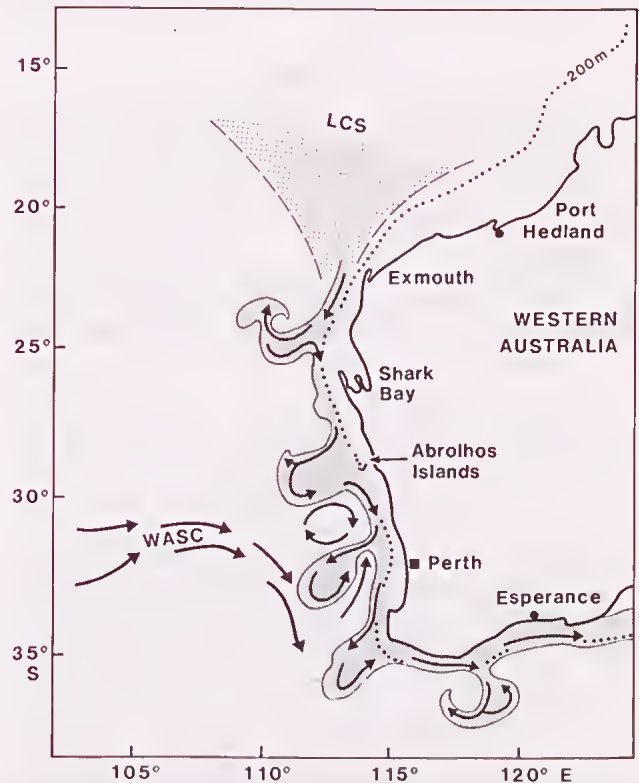 15°
20°
25°
30°
35°
S
105°
110°
115°
120° E
LCS
200m
Port
Hedland
Exmouth
WESTERN
AUSTRALIA
Shark
Bay
Abrolhos
Islands
WASC
Perth
Esperance